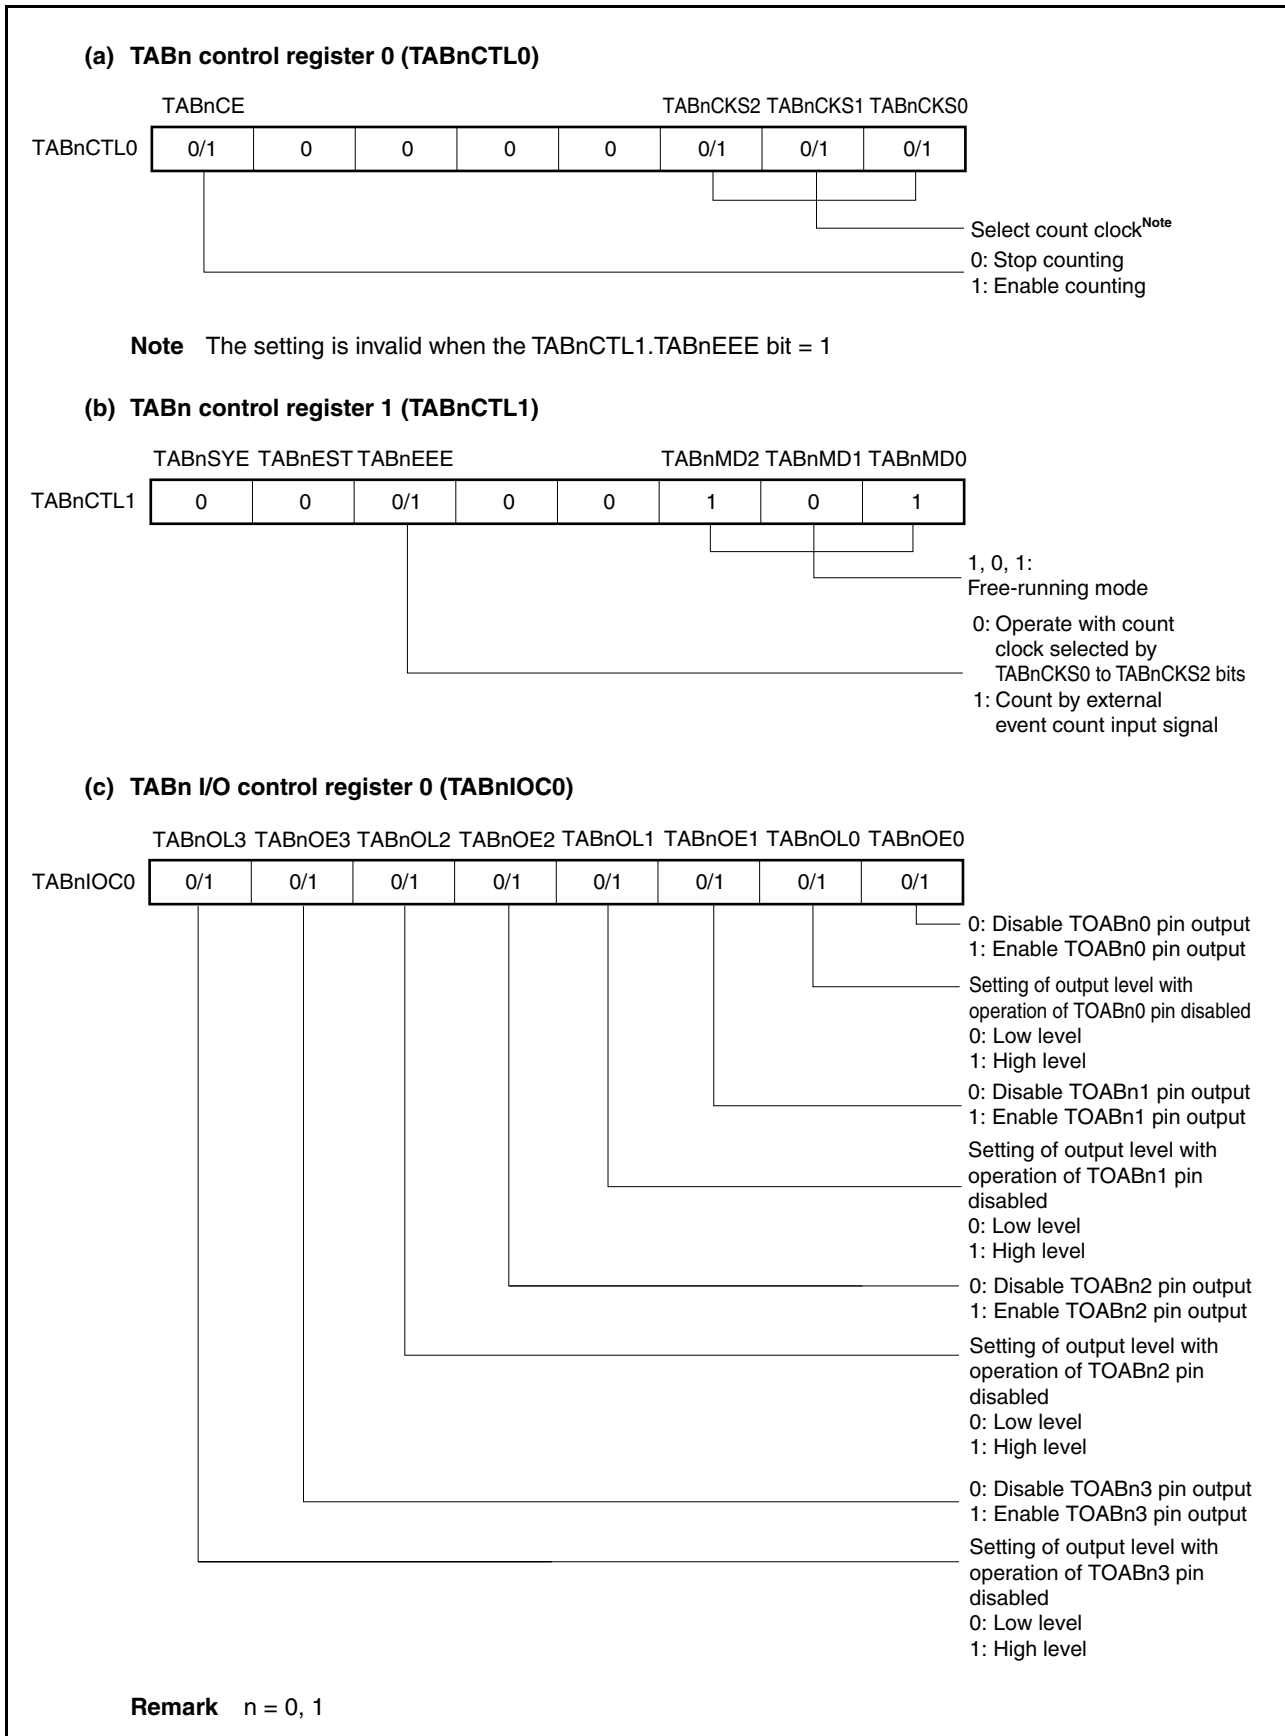 (a) TABn control register 0 (TABnCTL0)
TABnCE TABnCKS2 TABnCKS1 TABnCKS0
TABnCTL0 0/1 0 0 0 0 0/1 0/1 0/1
Select count clockNote
0: Stop counting
1: Enable counting
Note The setting is invalid when the TABnCTL1.TABnEEE bit = 1
(b) TABn control register 1 (TABnCTL1)
TABnSYE TABnEST TABnEEE TABnMD2 TABnMD1 TABnMD0
TABnCTL1 0 0 0/1 0 0 1 0 1
1, 0, 1:
Free-running mode
0: Operate with count
clock selected by
TABnCKS0 to TABnCKS2 bits
1: Count by external
event count input signal
(c) TABn I/O control register 0 (TABnIOC0)
TABnOL3 TABnOE3 TABnOL2 TABnOE2 TABnOL1 TABnOE1 TABnOL0 TABnOE0
TABnIOC0 0/1 0/1 0/1 0/1 0/1 0/1 0/1 0/1
0: Disable TOABn0 pin output
1: Enable TOABn0 pin output
Setting of output level with
operation of TOABn0 pin disabled
0: Low level
1: High level
0: Disable TOABn1 pin output
1: Enable TOABn1 pin output
Setting of output level with
operation of TOABn1 pin
disabled
0: Low level
1: High level
0: Disable TOABn2 pin output
1: Enable TOABn2 pin output
Setting of output level with
operation of TOABn2 pin
disabled
0: Low level
1: High level
0: Disable TOABn3 pin output
1: Enable TOABn3 pin output
Setting of output level with
operation of TOABn3 pin
disabled
0: Low level
1: High level
Remark n = 0, 1